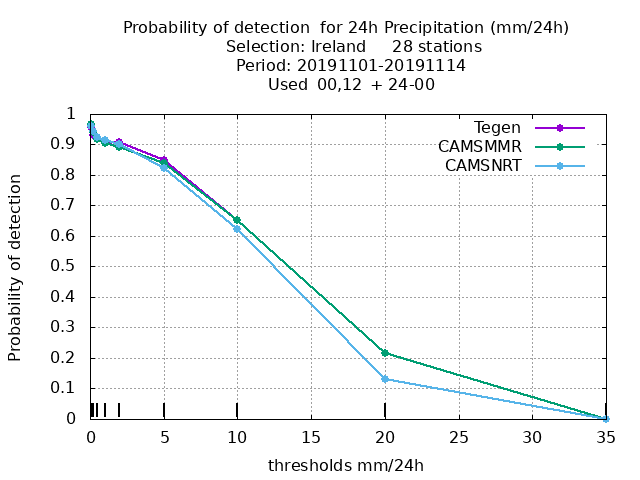 Probability of detection  for 24h Precipitation (mm/24h)
Selection: Ireland     28 stations
Period: 20191101-20191114
Used  00,12  + 24-00
Tegen
CAMSMMR
CAMSNRT
1
0.9
0.8
0.7
0.6
0.5
0.4
0.3
0.2
0.1
0
Probability of detection
0 5 10 15 20 25 30 35
thresholds mm/24h